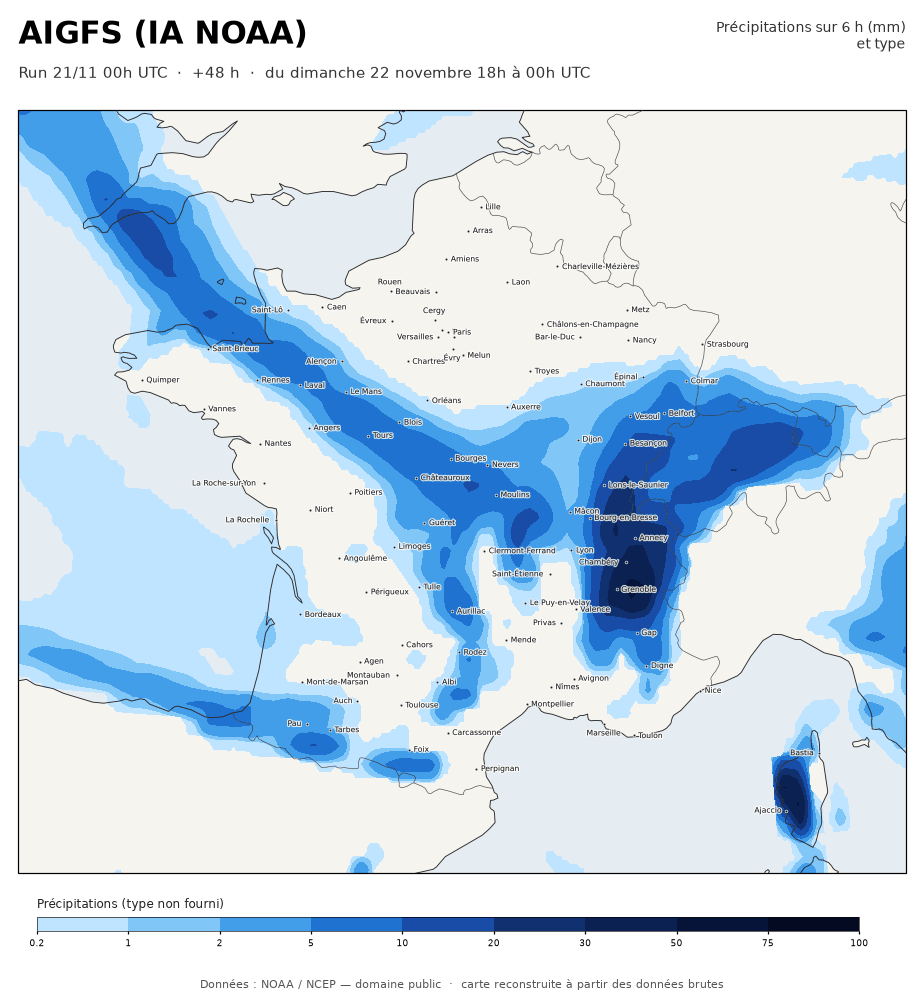 AIGFS (IA NOAA)
Précipitations sur 6 h (mm)
et type
Run 21/11 00h UTC · +48 h · du dimanche 22 novembre 18h à 00h UTC
Lille
Arras
Amiens
Charleville-Mézières
Rouen
Laon
Beauvais
Saint-Lô
Caen
Cergy
Metz
Évreux
Châlons-en-Champagne
Paris
Versailles
Bar-le-Duc
Nancy
Strasbourg
Saint-Brieuc
Évry
Melun
Alençon
Chartres
Troyes
Épinal
Quimper
Rennes
Laval
Chaumont
Colmar
Le Mans
Orléans
Vannes
Auxerre
Belfort
Vesoul
Blois
Angers
Tours
Dijon
Nantes
Besançon
Bourges
Nevers
Châteauroux
La Roche-sur-Yon
Lons-le-Saunier
Poitiers
Moulins
Niort
Mâcon
La Rochelle
Guéret
Bourg-en-Bresse
Annecy
Limoges
Clermont-Ferrand
Lyon
Angoulême
Chambéry
Saint-Étienne
Tulle
Grenoble
Périgueux
Le Puy-en-Velay
Valence
Bordeaux
Aurillac
Privas
Gap
Mende
Cahors
Rodez
Agen
Digne
Montauban
Mont-de-Marsan
Albi
Avignon
Nîmes
Nice
Auch
Toulouse
Montpellier
Pau
Tarbes
Carcassonne
Marseille
Toulon
Foix
Bastia
Perpignan
Ajaccio
Précipitations (type non fourni)
0.2 1 2 5 10 20 30 50 75 100
Données : NOAA / NCEP — domaine public · carte reconstruite à partir des données brutes